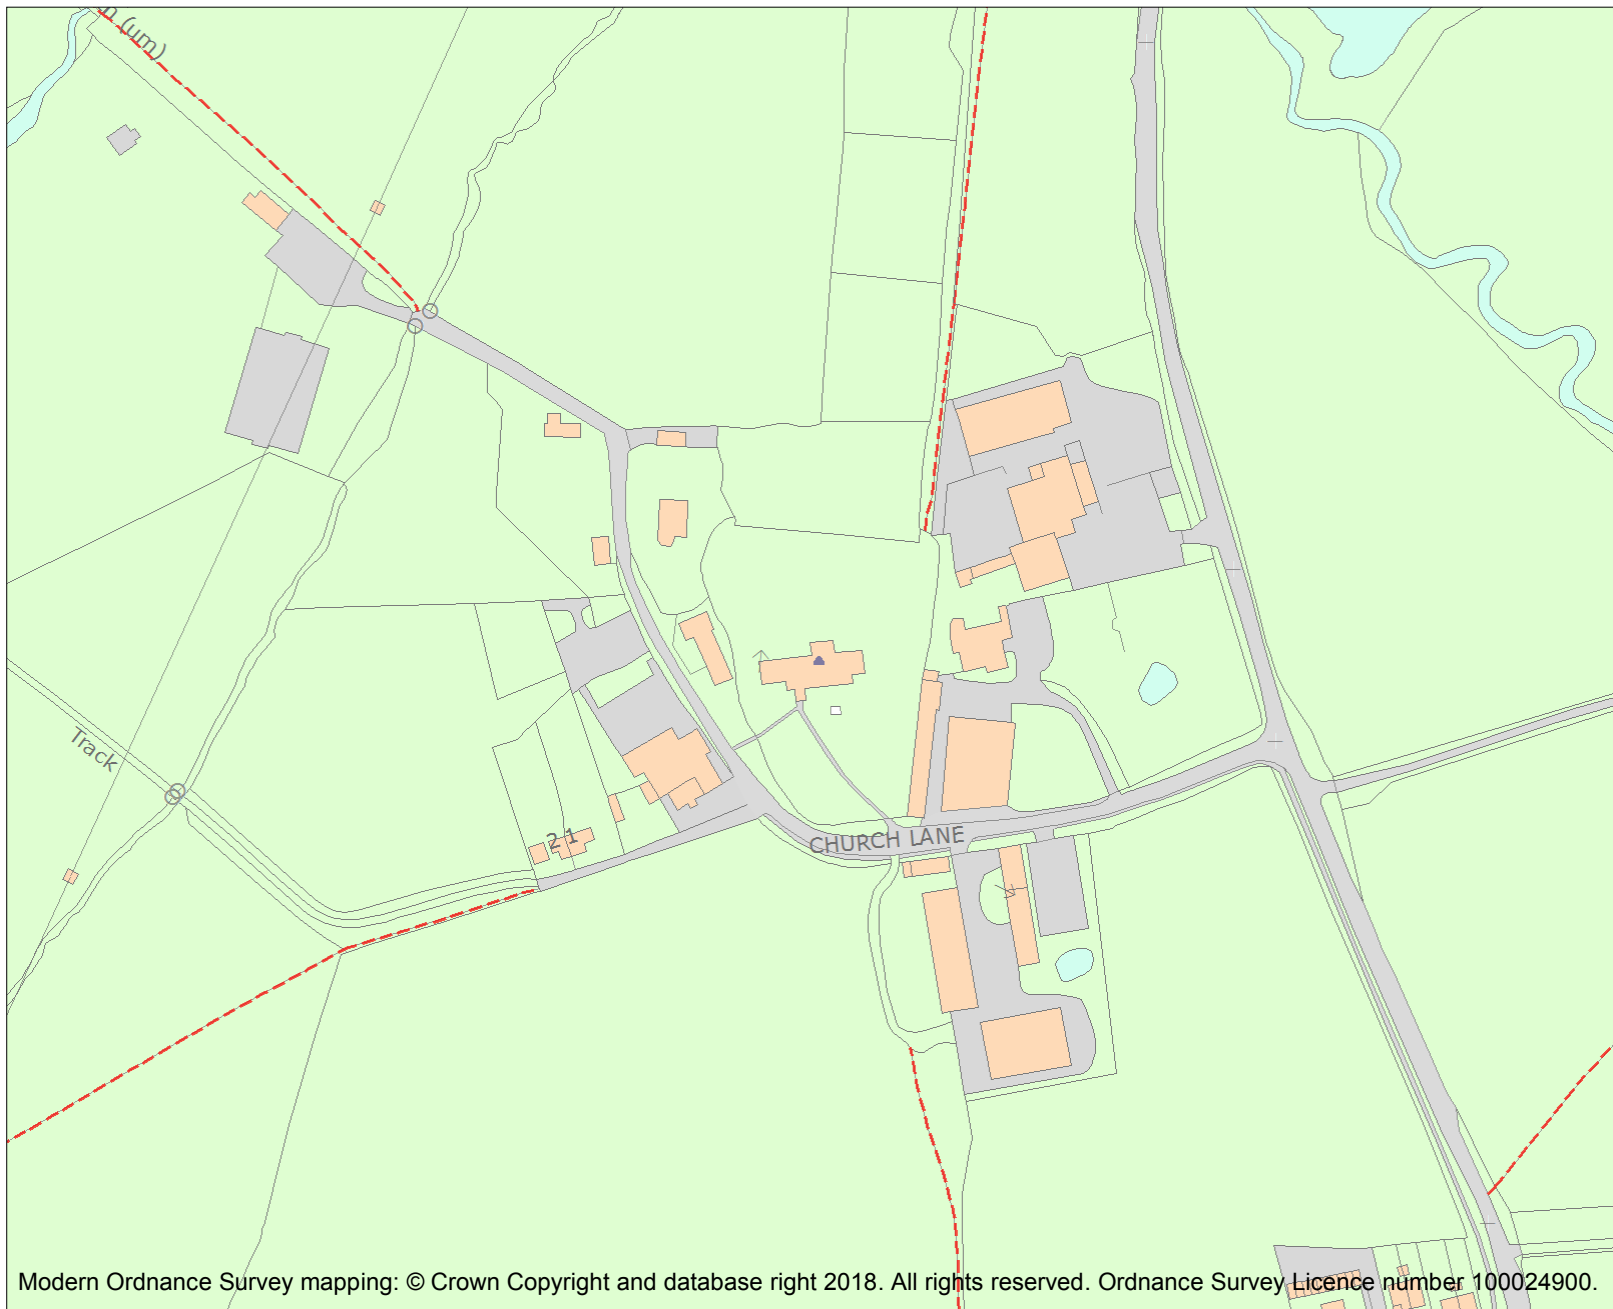 (um)
Track
2 1
CHURCH LANE
Modern Ordnance Survey mapping: © Crown Copyright and database right 2018. All rights reserved. Ordnance Survey Licence number 100024900.